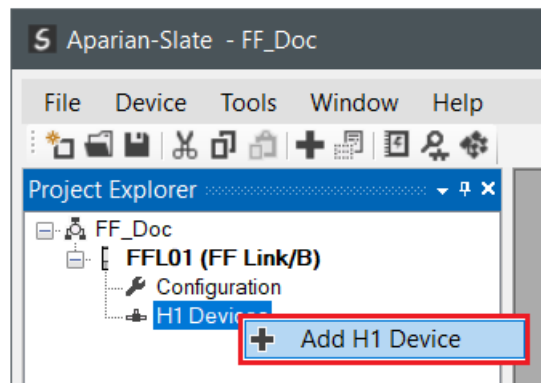 S Aparian-Slate - FF_Doc
File Device Tools Window Help
Project Explorer
FF_Doc
FFL01 (FF Link/B)
Configuration
H1 Devices
Add H1 Device